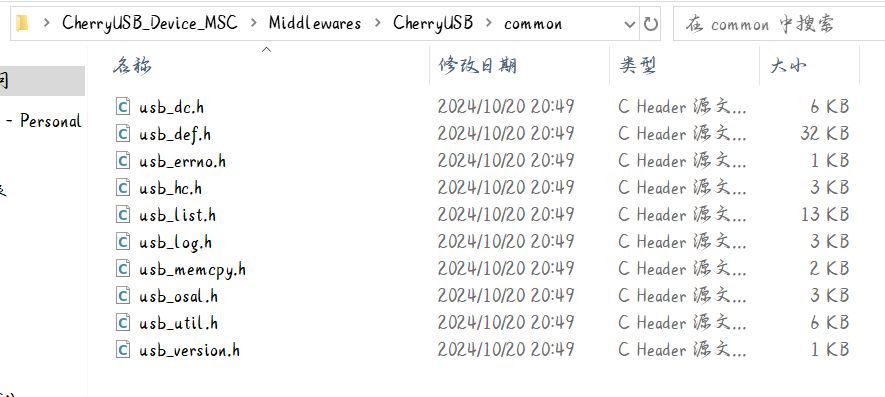 CherryUSB_Device_MSC > Middlewares > CherryUSB > common 在 common 中搜索
名称 修改日期 类型 大小
usb_dc.h 2024/10/20 20:49 C Header 源文... 6 KB
- Personal
usb_def.h 2024/10/20 20:49 C Header 源文... 32 KB
usb_errno.h 2024/10/20 20:49 C Header 源文... 1 KB
usb_hc.h 2024/10/20 20:49 C Header 源文... 3 KB
usb_list.h 2024/10/20 20:49 C Header 源文... 13 KB
usb_log.h 2024/10/20 20:49 C Header 源文... 3 KB
usb_memcpy.h 2024/10/20 20:49 C Header 源文... 2 KB
usb_osal.h 2024/10/20 20:49 C Header 源文... 3 KB
usb_util.h 2024/10/20 20:49 C Header 源文... 6 KB
usb_version.h 2024/10/20 20:49 C Header 源文... 1 KB